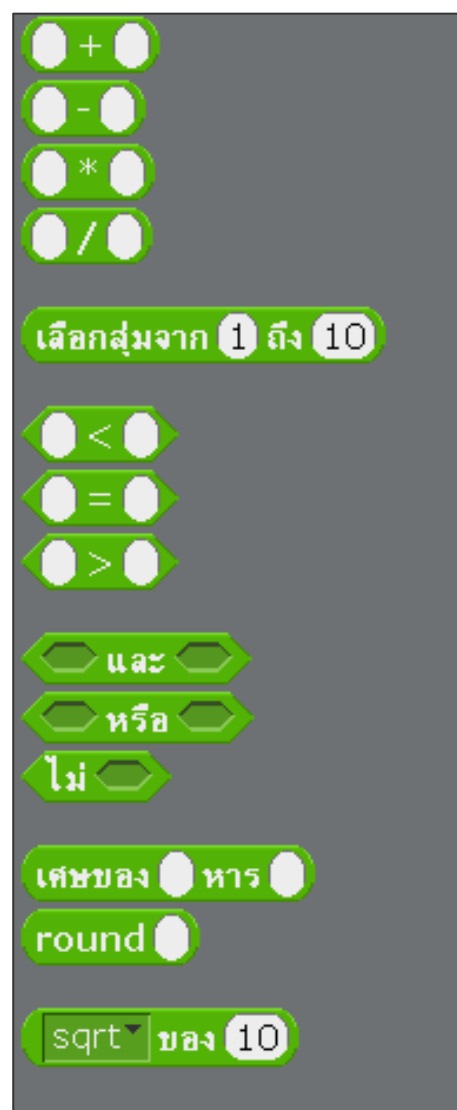 +
-
*
/
เลือกสุ่มจาก 1 ถึง 10
<
=
>
และ
หรือ
ไม่
เศษของ หาร
round
sqrt ของ 10